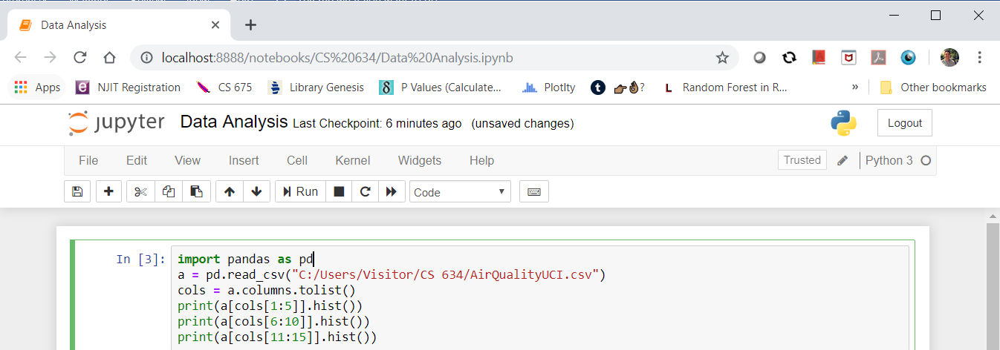 Data Analysis
localhost:8888/notebooks/CS%20634/Data%20Analysis.ipynb
Apps NJIT Registration CS 675 Library Genesis P Values (Calculate... Plotlty 👉🏾👌🏾? L Random Forest in R... » Other bookmarks
jupyter Data Analysis Last Checkpoint: 6 minutes ago (unsaved changes) Logout
File Edit View Insert Cell Kernel Widgets Help Trusted Python 3
Run Code
In [3]: import pandas as pd
a = pd.read_csv("C:/Users/Visitor/CS 634/AirQualityUCI.csv")
cols = a.columns.tolist()
print(a[cols[1:5]].hist())
print(a[cols[6:10]].hist())
print(a[cols[11:15]].hist())